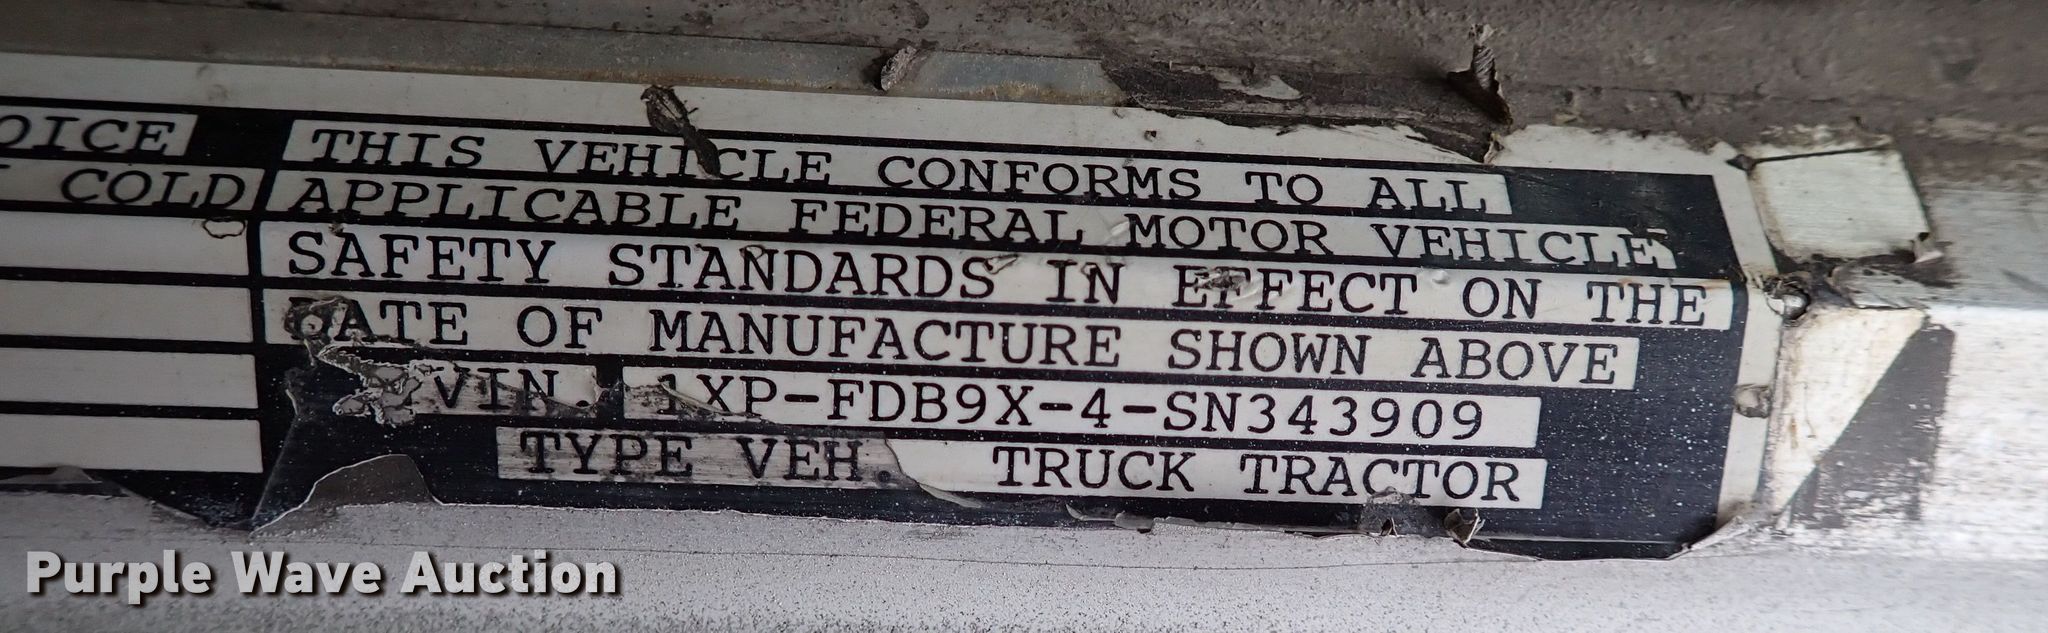 OICE
COLD
THIS VEHICLE CONFORMS TO ALL
APPLICABLE FEDERAL MOTOR VEHICLE
SAFETY STANDARDS IN EFFECT ON THE
DATE OF MANUFACTURE SHOWN ABOVE
VIN. 1XP-FDB9X-4-SN343909
TYPE VEH. TRUCK TRACTOR
Purple Wave Auction